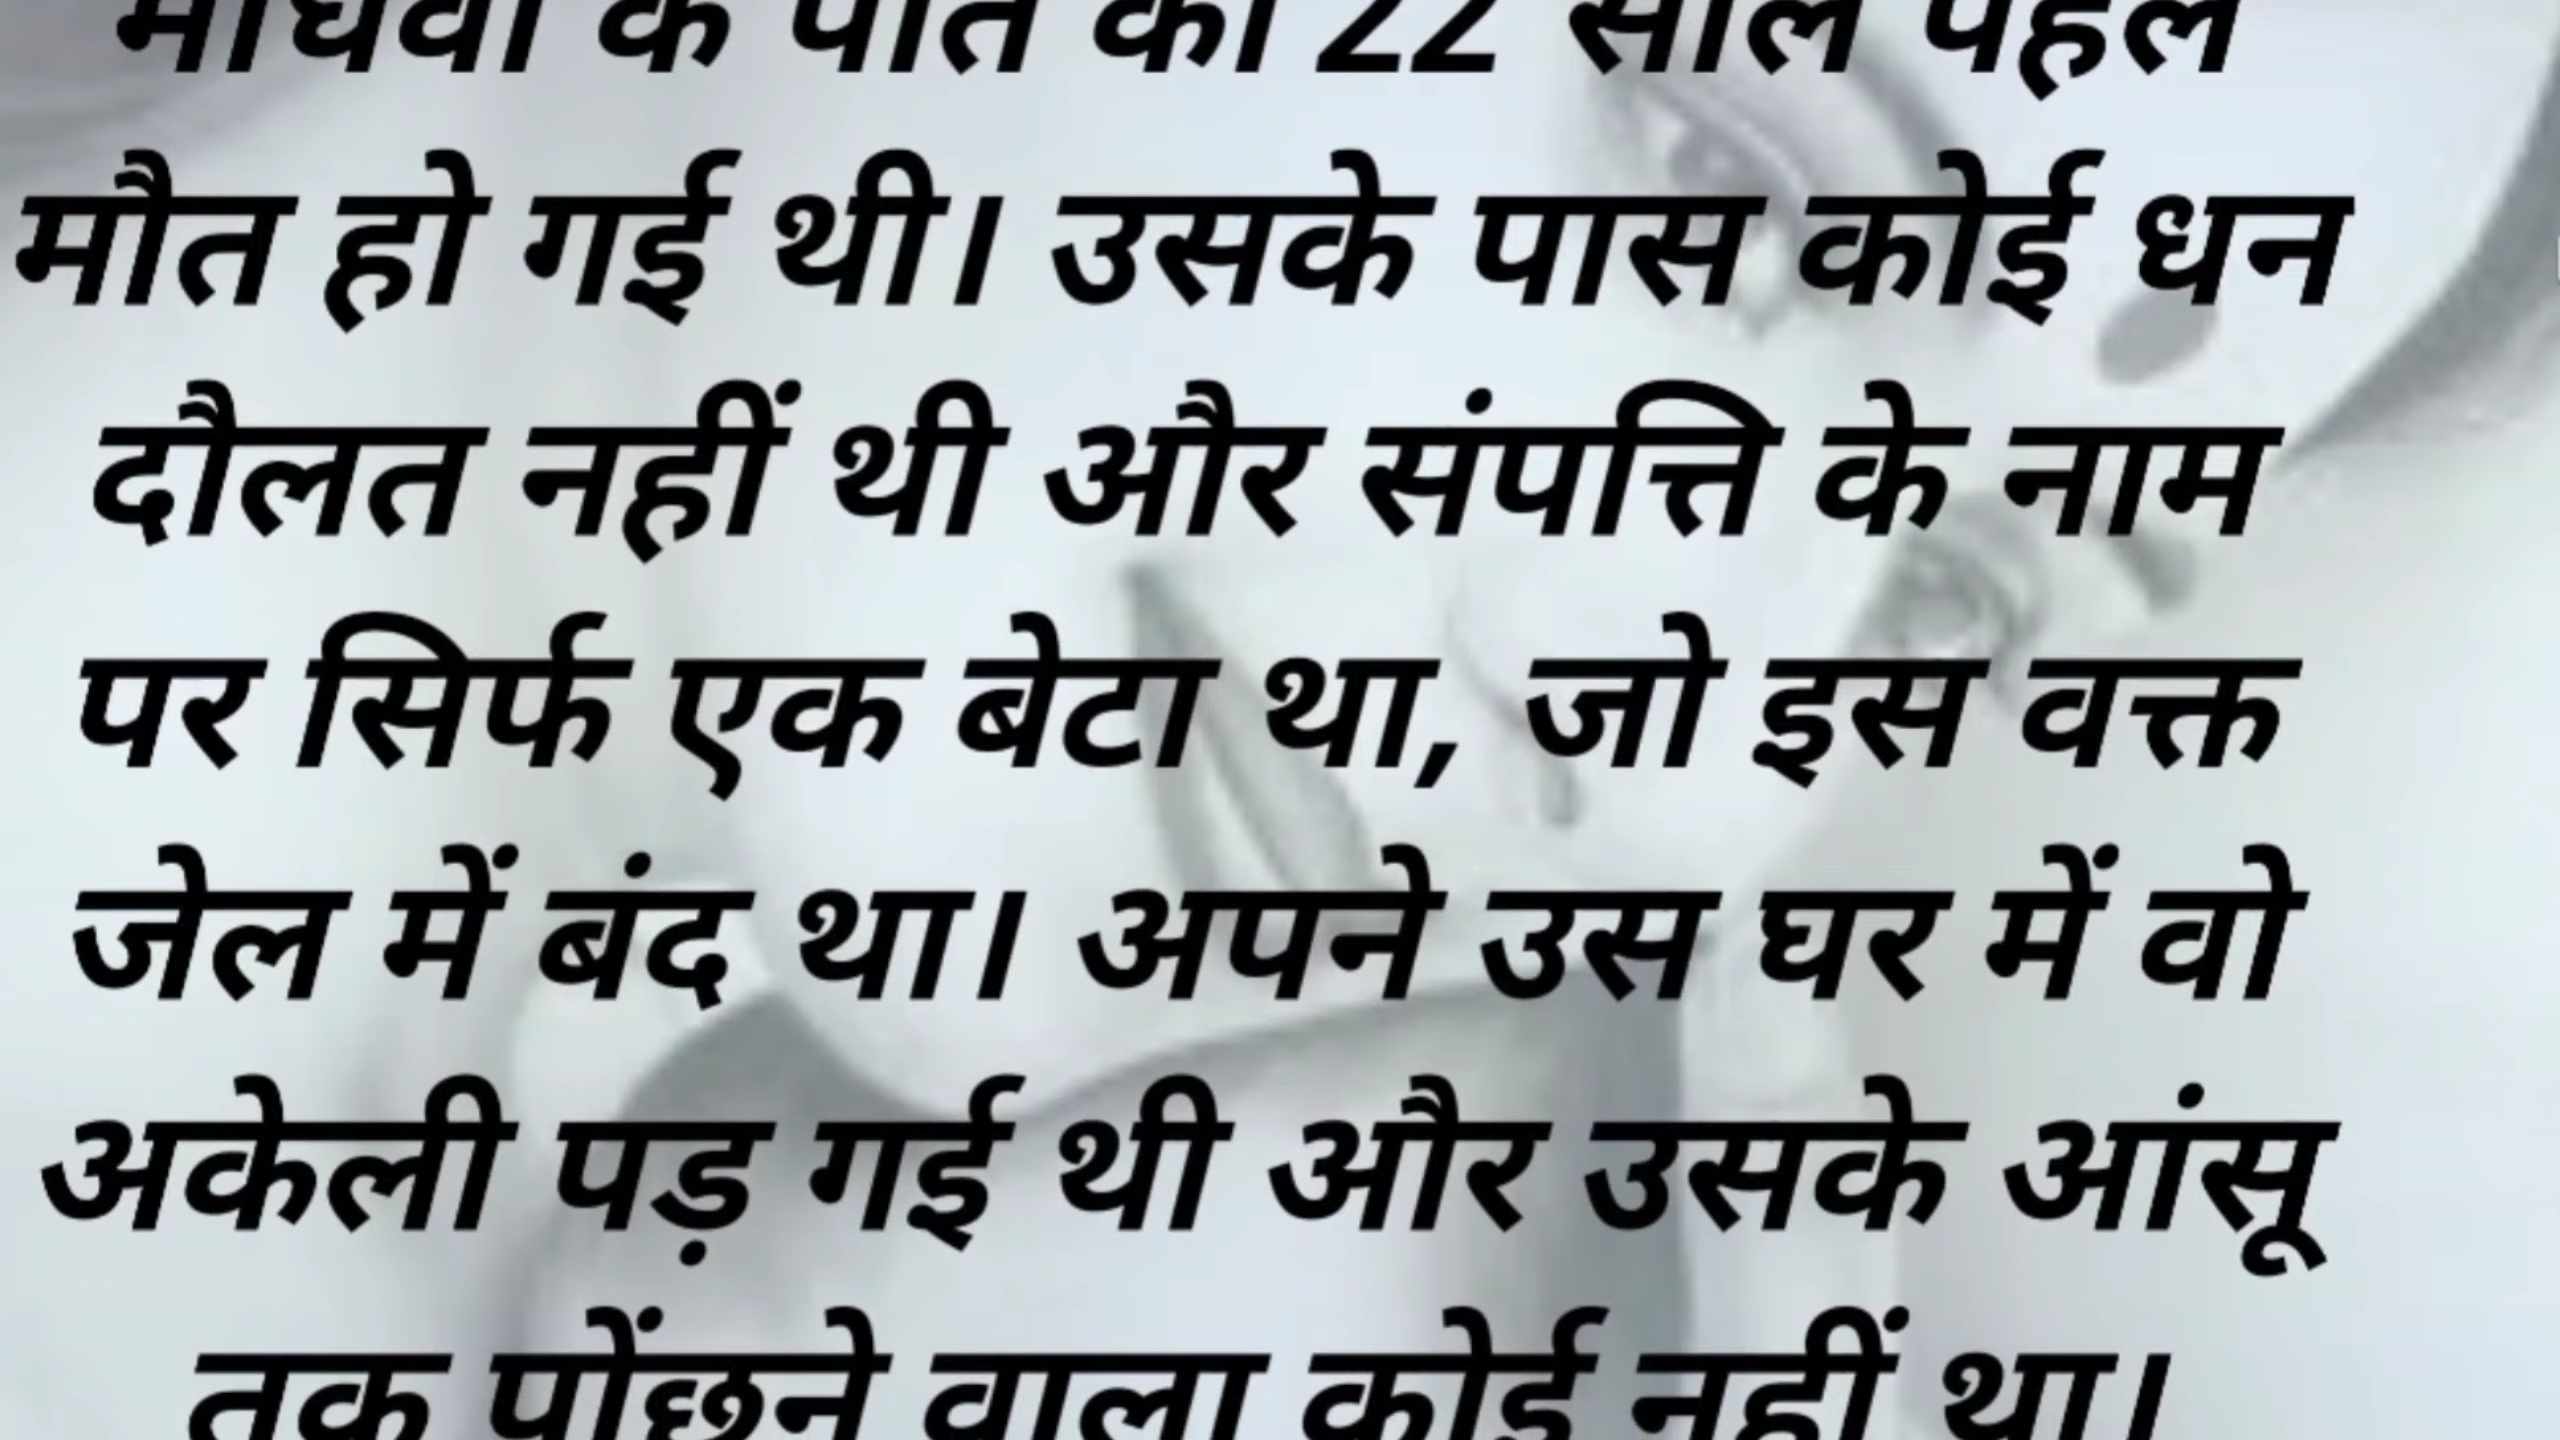 माधवी के पति की 22 साल पहले
मौत हो गई थी। उसके पास कोई धन
दौलत नहीं थी और संपत्ति के नाम
पर सिर्फ एक बेटा था, जो इस वक्त
जेल में बंद था। अपने उस घर में वो
अकेली पड़ गई थी और उसके आंसू
तक पोंछने वाला कोई नहीं था।